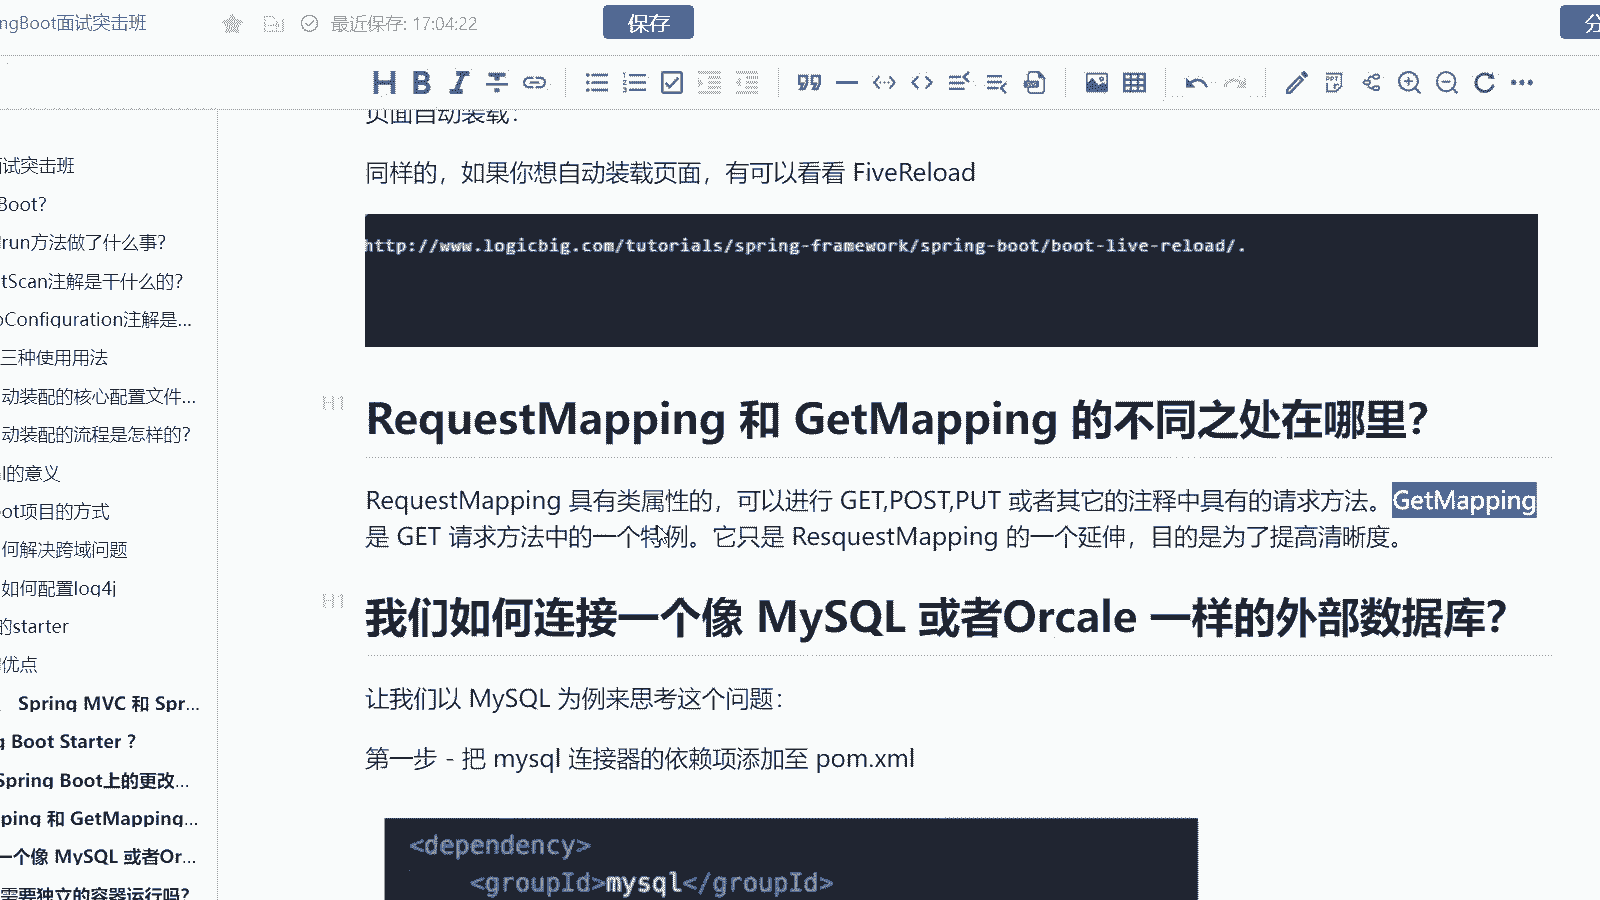 ngBoot面试突击班
最近保存: 17:04:22
保存
分
H B I
页面自动装载：
同样的，如果你想自动装载页面，有可以看看 FiveReload
http://www.logicbig.com/tutorials/spring-framework/spring-boot/boot-live-reload/.
H1
RequestMapping 和 GetMapping 的不同之处在哪里？
RequestMapping 具有类属性的，可以进行 GET,POST,PUT 或者其它的注释中具有的请求方法。GetMapping
是 GET 请求方法中的一个特例。它只是 ResquestMapping 的一个延伸，目的是为了提高清晰度。
H1
我们如何连接一个像 MySQL 或者Orcale 一样的外部数据库？
让我们以 MySQL 为例来思考这个问题：
第一步 - 把 mysql 连接器的依赖项添加至 pom.xml
<dependency>
<groupId>mysql</groupId>
面试突击班
Boot?
run方法做了什么事?
tScan注解是干什么的?
oConfiguration注解是...
三种使用用法
动装配的核心配置文件...
动装配的流程是怎样的?
l的意义
ot项目的方式
何解决跨域问题
如何配置log4j
的starter
优点
Spring MVC 和 Spr...
g Boot Starter ?
Spring Boot上的更改...
ping 和 GetMapping...
一个像 MySQL 或者Or...
需要独立的容器运行吗?